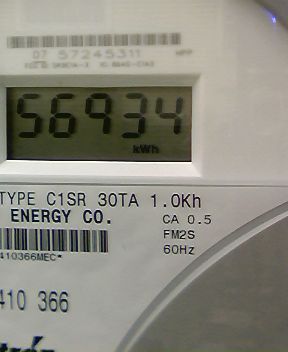 07 57245311
56934
kWh
TYPE C1SR 30TA 1.0Kh
ENERGY CO.
CA 0.5
FM2S
60Hz
410366MEC*
410 366